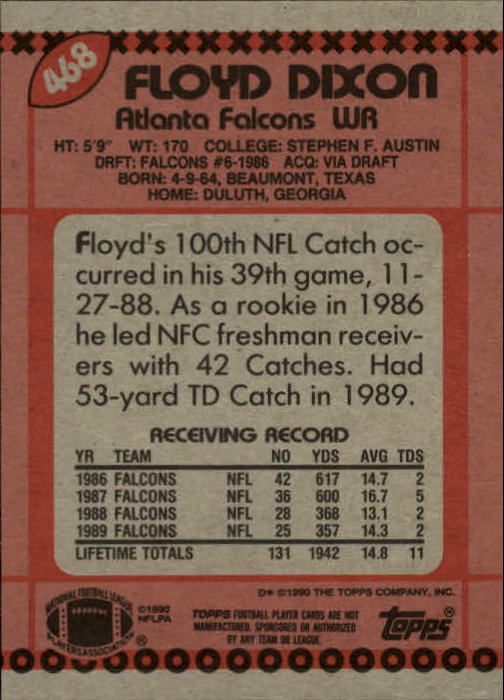 468
FLOYD DIXON
Atlanta Falcons WR
HT: 5'9" WT: 170 COLLEGE: STEPHEN F. AUSTIN
DRFT: FALCONS #6-1986 ACQ: VIA DRAFT
BORN: 4-9-64, BEAUMONT, TEXAS
HOME: DULUTH, GEORGIA
Floyd's 100th NFL Catch oc-
curred in his 39th game, 11-
27-88. As a rookie in 1986
he led NFC freshman receiv-
ers with 42 Catches. Had
53-yard TD Catch in 1989.
RECEIVING RECORD
YR TEAM NO YDS AVG TDS
1986 FALCONS NFL 42 617 14.7 2
1987 FALCONS NFL 36 600 16.7 5
1988 FALCONS NFL 28 368 13.1 2
1989 FALCONS NFL 25 357 14.3 2
LIFETIME TOTALS 131 1942 14.8 11
D* ©1990 THE TOPPS COMPANY, INC.
NATIONAL FOOTBALL LEAGUE
PLAYERS ASSOCIATION ®
©1990
NFLPA
TOPPS FOOTBALL PLAYER CARDS ARE NOT
MANUFACTURED, SPONSORED OR AUTHORIZED
BY ANY TEAM OR LEAGUE.
topps